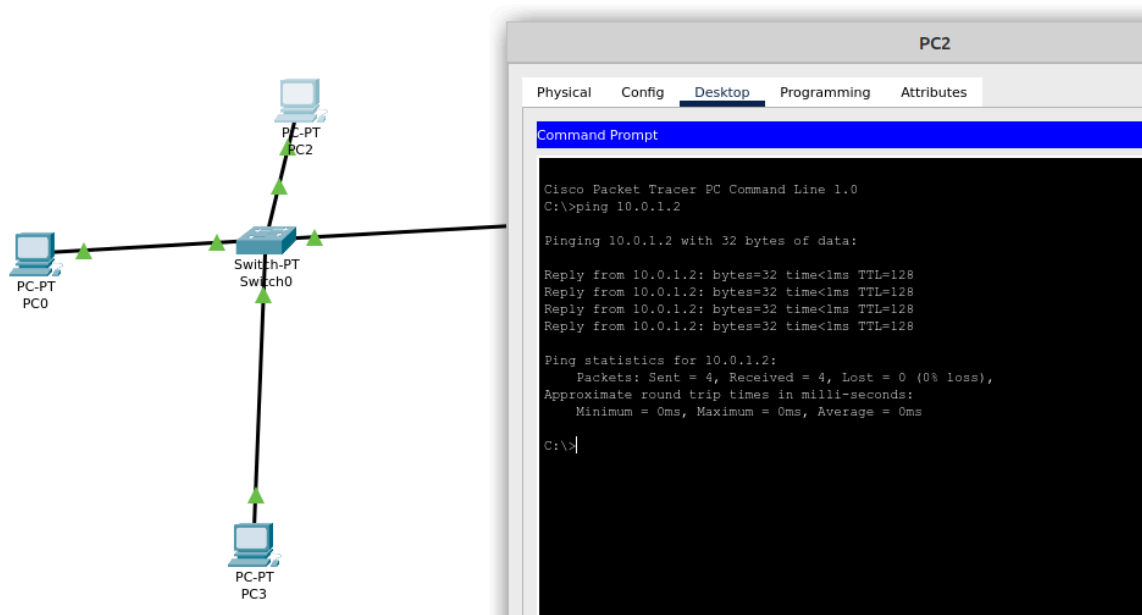 PC-PT
PC2
PC-PT
PC0
Switch-PT
Switch0
PC-PT
PC3
PC2
Physical Config Desktop Programming Attributes
Command Prompt
Cisco Packet Tracer PC Command Line 1.0
C:\>ping 10.0.1.2
Pinging 10.0.1.2 with 32 bytes of data:
Reply from 10.0.1.2: bytes=32 time<1ms TTL=128
Reply from 10.0.1.2: bytes=32 time<1ms TTL=128
Reply from 10.0.1.2: bytes=32 time<1ms TTL=128
Reply from 10.0.1.2: bytes=32 time<1ms TTL=128
Ping statistics for 10.0.1.2:
Packets: Sent = 4, Received = 4, Lost = 0 (0% loss),
Approximate round trip times in milli-seconds:
Minimum = 0ms, Maximum = 0ms, Average = 0ms
C:\>